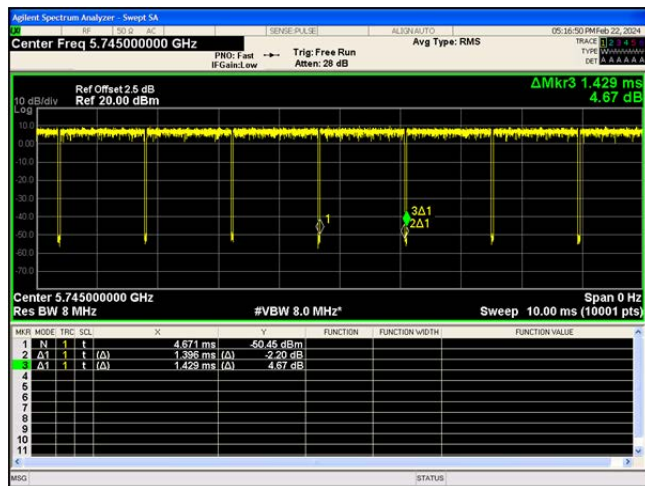 Agilent Spectrum Analyzer - Swept SA
RF 50 Ω AC SENSE:PULSE ALIGN AUTO 05:16:50 PM Feb 22, 2024
Center Freq 5.745000000 GHz Avg Type: RMS TRACE 1 2 3 4 5 6
PNO: Fast Trig: Free Run TYPE
IFGain:Low Atten: 28 dB DET A A A A A A
ΔMkr3 1.429 ms
4.67 dB
Ref Offset 2.5 dB
10 dB/div Ref 20.00 dBm
Log
10.0
0.00
-10.0
-20.0
-30.0
-40.0
3Δ1
1
2Δ1
-50.0
-60.0
-70.0
Center 5.745000000 GHz Span 0 Hz
Res BW 8 MHz #VBW 8.0 MHz* Sweep 10.00 ms (10001 pts)
MKR MODE TRC SCL X Y FUNCTION FUNCTION WIDTH FUNCTION VALUE
1 N 1 t 4.671 ms -50.45 dBm
2 Δ1 1 t (Δ) 1.396 ms (Δ) -2.20 dB
3 Δ1 1 t (Δ) 1.429 ms (Δ) 4.67 dB
4
5
6
7
8
9
10
11
MSG STATUS